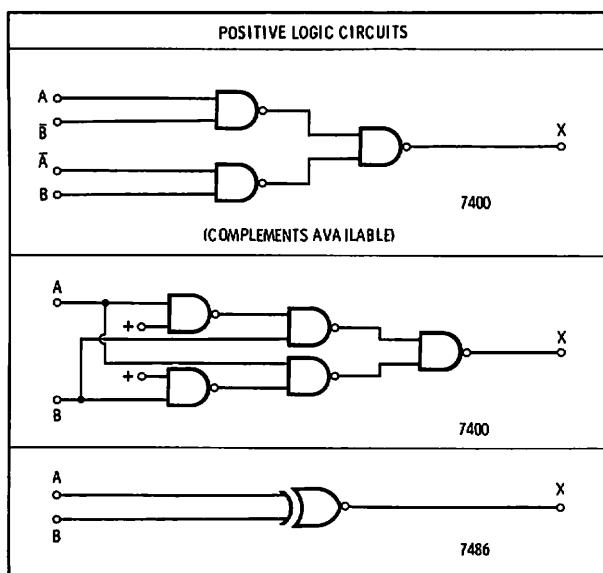 POSITIVE LOGIC CIRCUITS
A
B̅
A̅
B
X
7400
(COMPLEMENTS AVAILABLE)
A
+
+
B
X
7400
A
B
X
7486